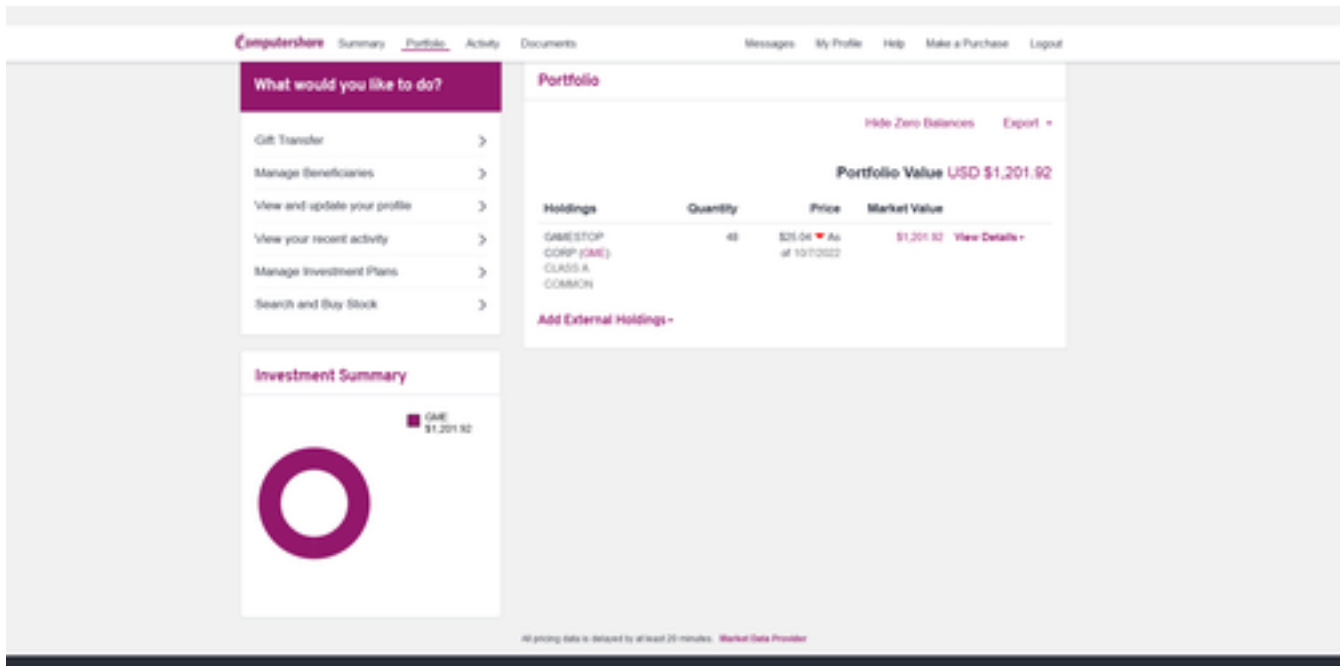 Computershare Summary Portfolio Activity Documents Messages My Profile Help Make a Purchase Logout
What would you like to do?
Gift Transfer
Manage Beneficiaries
View and update your profile
View your recent activity
Manage Investment Plans
Search and Buy Stock
Investment Summary
GME
$1,201.92
Portfolio
Hide Zero Balances Export
Portfolio Value USD $1,201.92
Holdings Quantity Price Market Value
GAMESTOP 48 $25.04 As $1,201.92 View Details
CORP (GME) of 10/7/2022
CLASS A
COMMON
Add External Holdings
All pricing data is delayed by at least 20 minutes. Market Data Provider